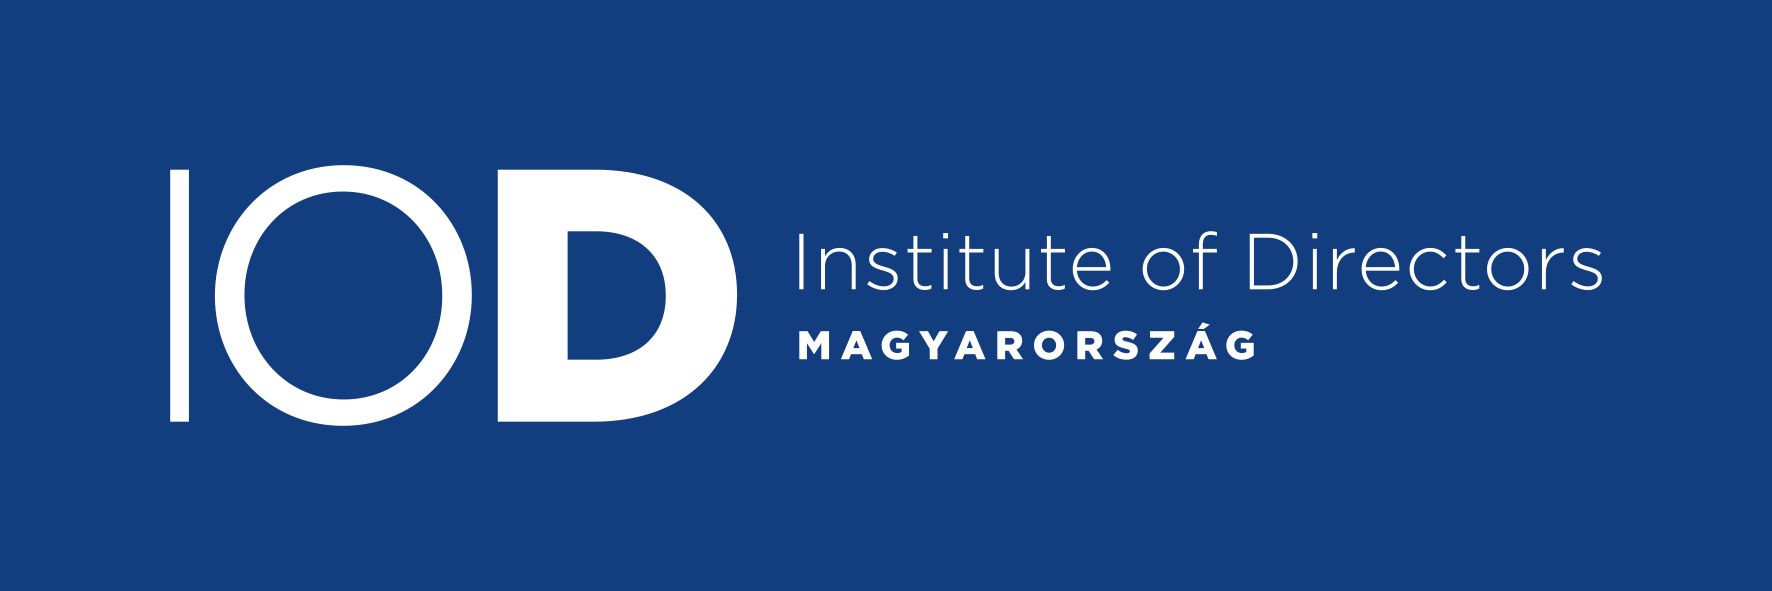 IOD
Institute of Directors
MAGYARORSZÁG